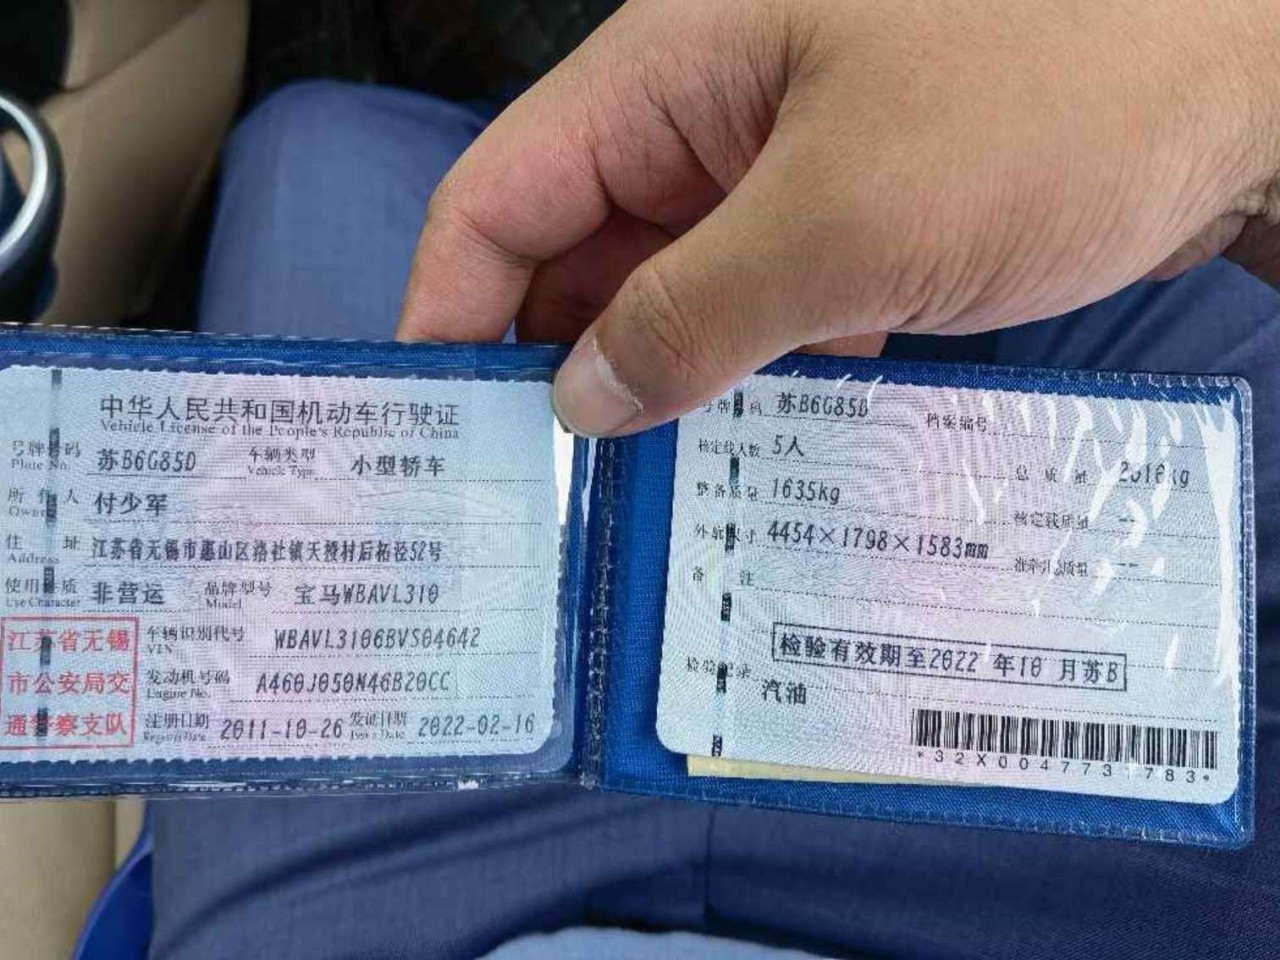 中华人民共和国机动车行驶证
Vehicle License of the People's Republic of China
号牌号码 苏B6G85D 车辆类型 小型轿车
Plate No. Vehicle Type
所有人 付少军
Owner
住址 江苏省无锡市惠山区洛社镇天授村后柘泾52号
Address
使用性质 非营运 品牌型号 宝马WBAVL310
Use Character Model
江苏省无锡
市公安局交
通警察支队
车辆识别代号 WBAVL3106BVS04642
VIN
发动机号码 A460J050N46B20CC
Engine No.
注册日期 2011-10-26 发证日期 2022-02-16
Register Date Issue Date
号牌号码 苏B6G85D 档案编号
核定载人数 5人 总质量
整备质量 1635kg 核定载质量 --
外廓尺寸 4454×1798×1583mm 准牵引总质量 --
备注
检验有效期至2022年10月苏B
检验记录
汽油